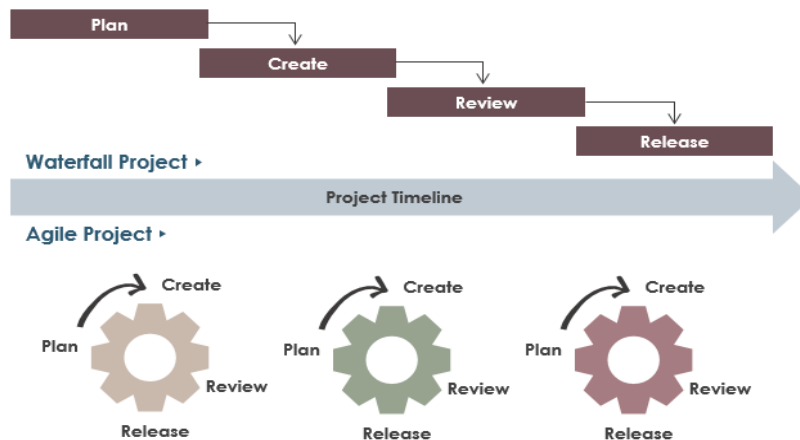 Plan
Create
Review
Release
Waterfall Project ▸
Project Timeline
Agile Project ▸
Create
Plan
Review
Release
Create
Plan
Review
Release
Create
Plan
Review
Release